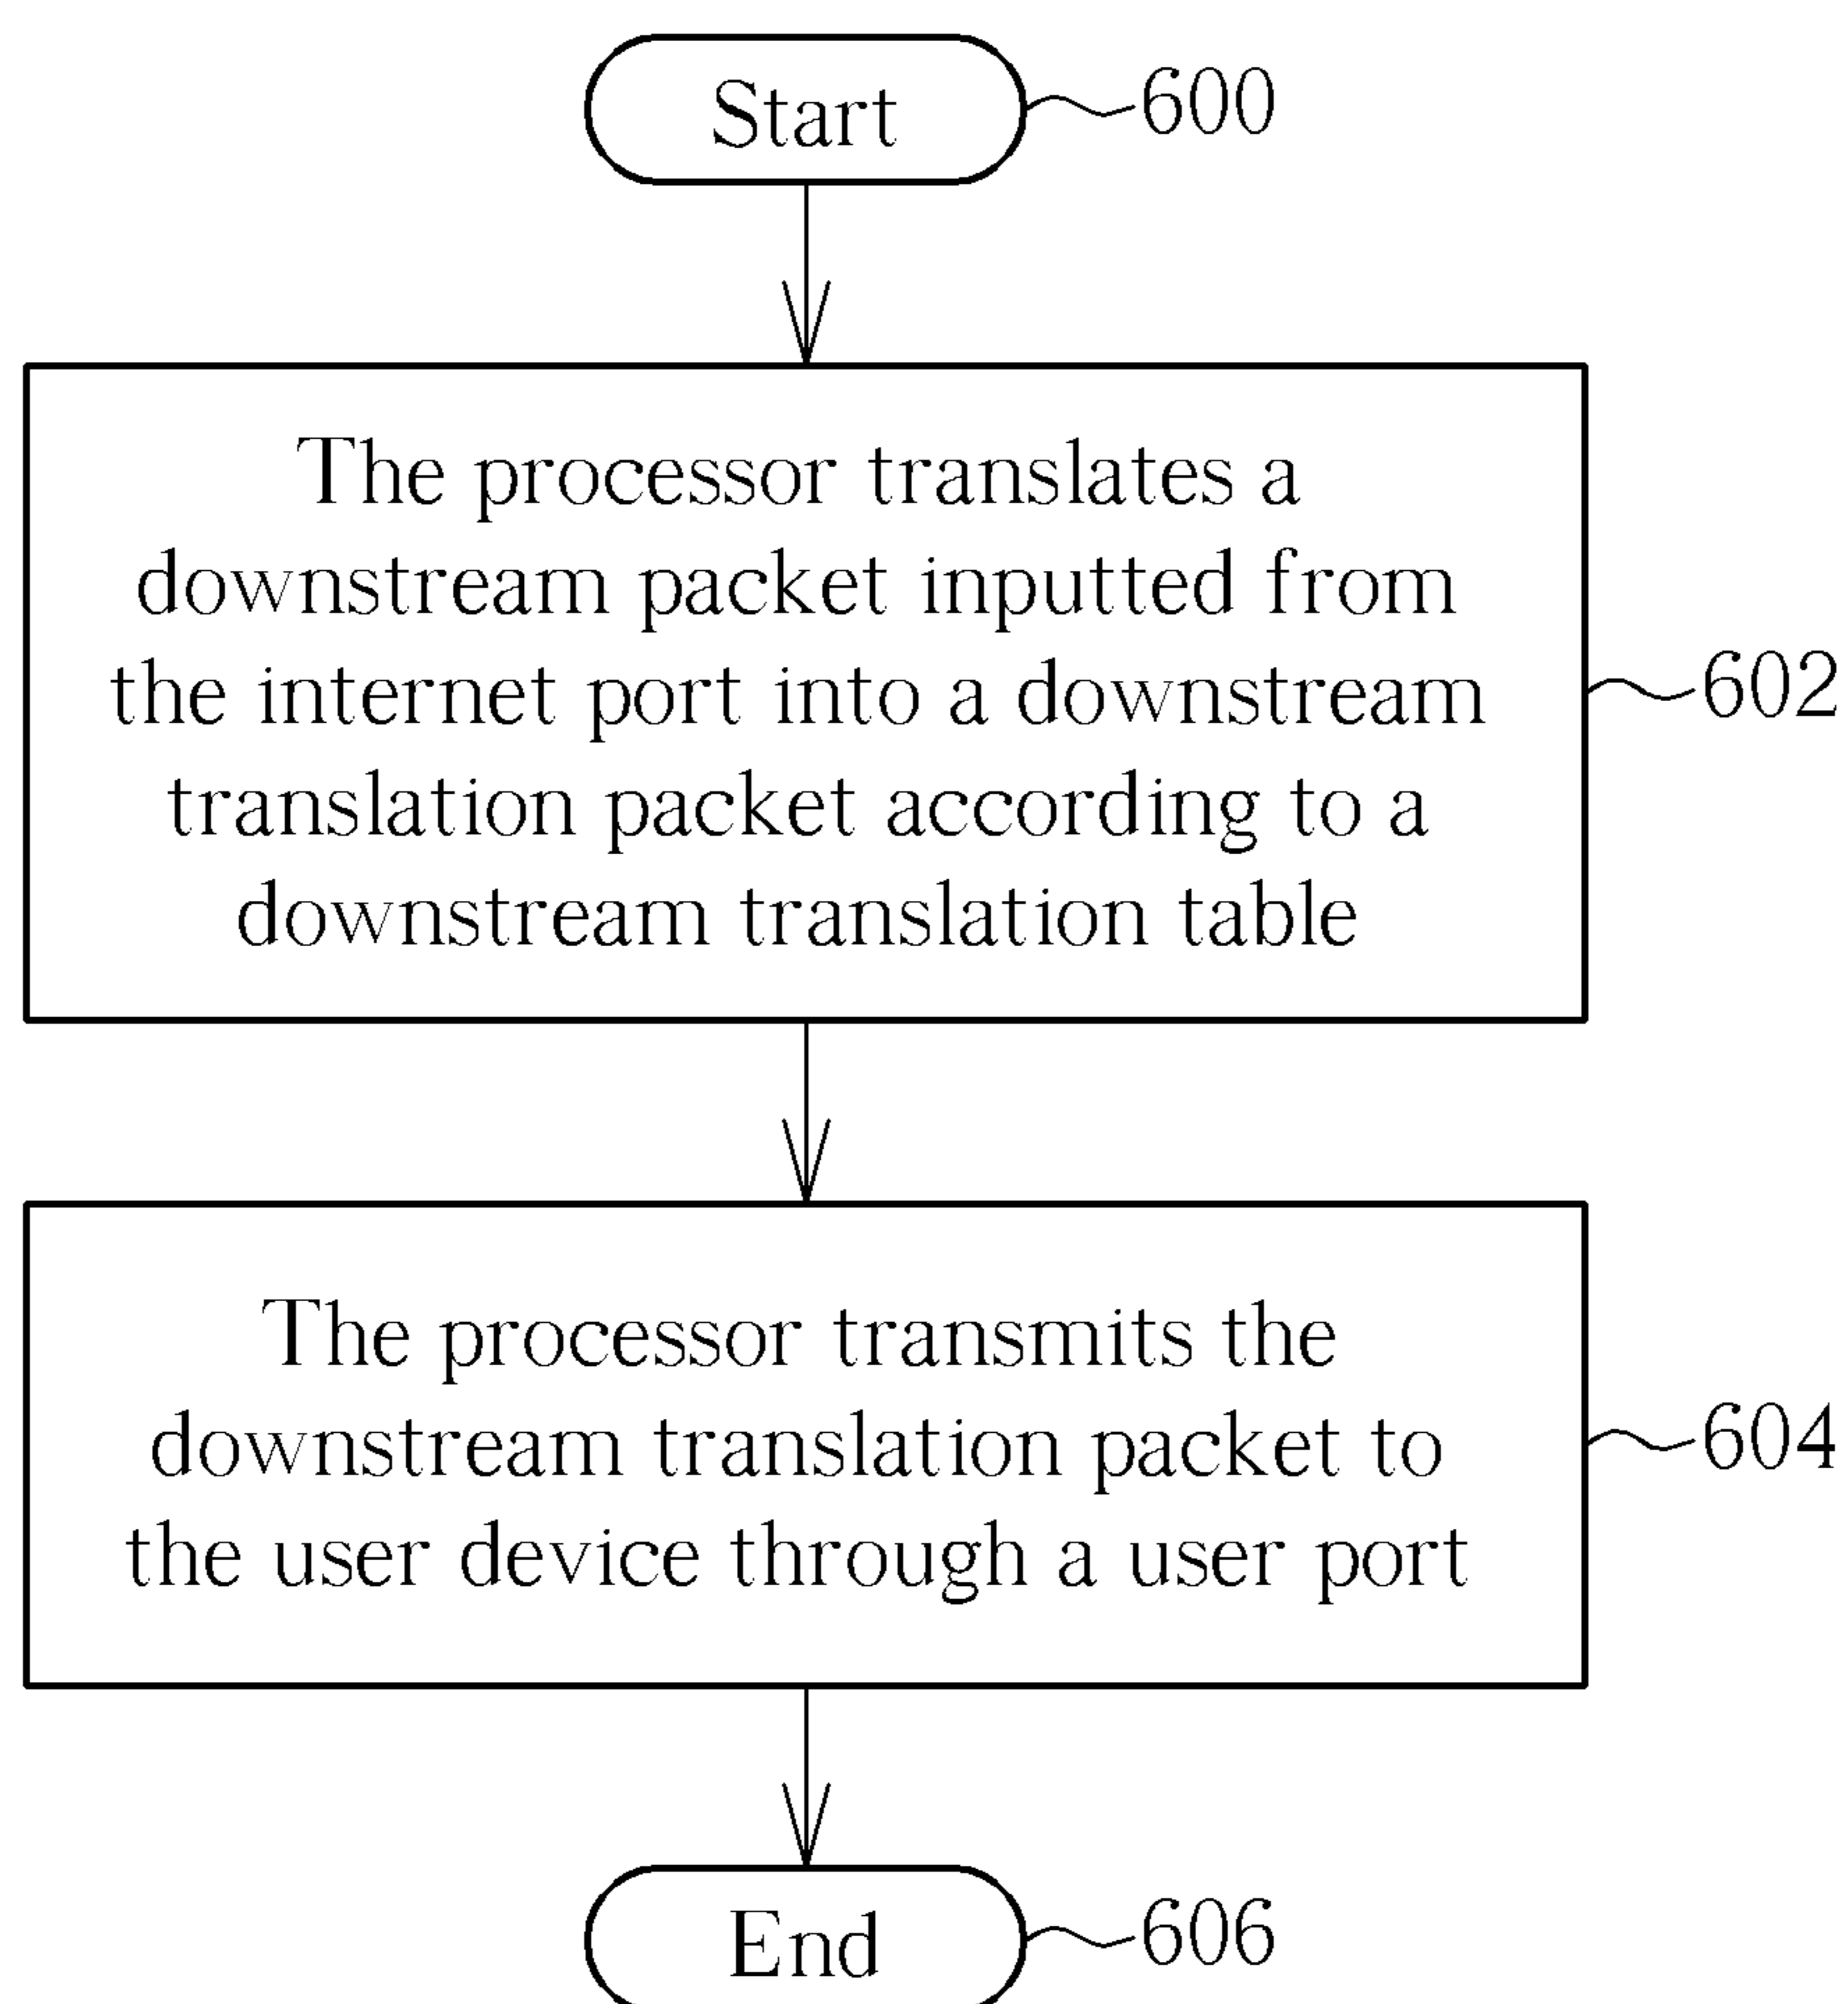 Start
600
The processor translates a
downstream packet inputted from
the internet port into a downstream
translation packet according to a
downstream translation table
602
The processor transmits the
downstream translation packet to
the user device through a user port
604
End
606